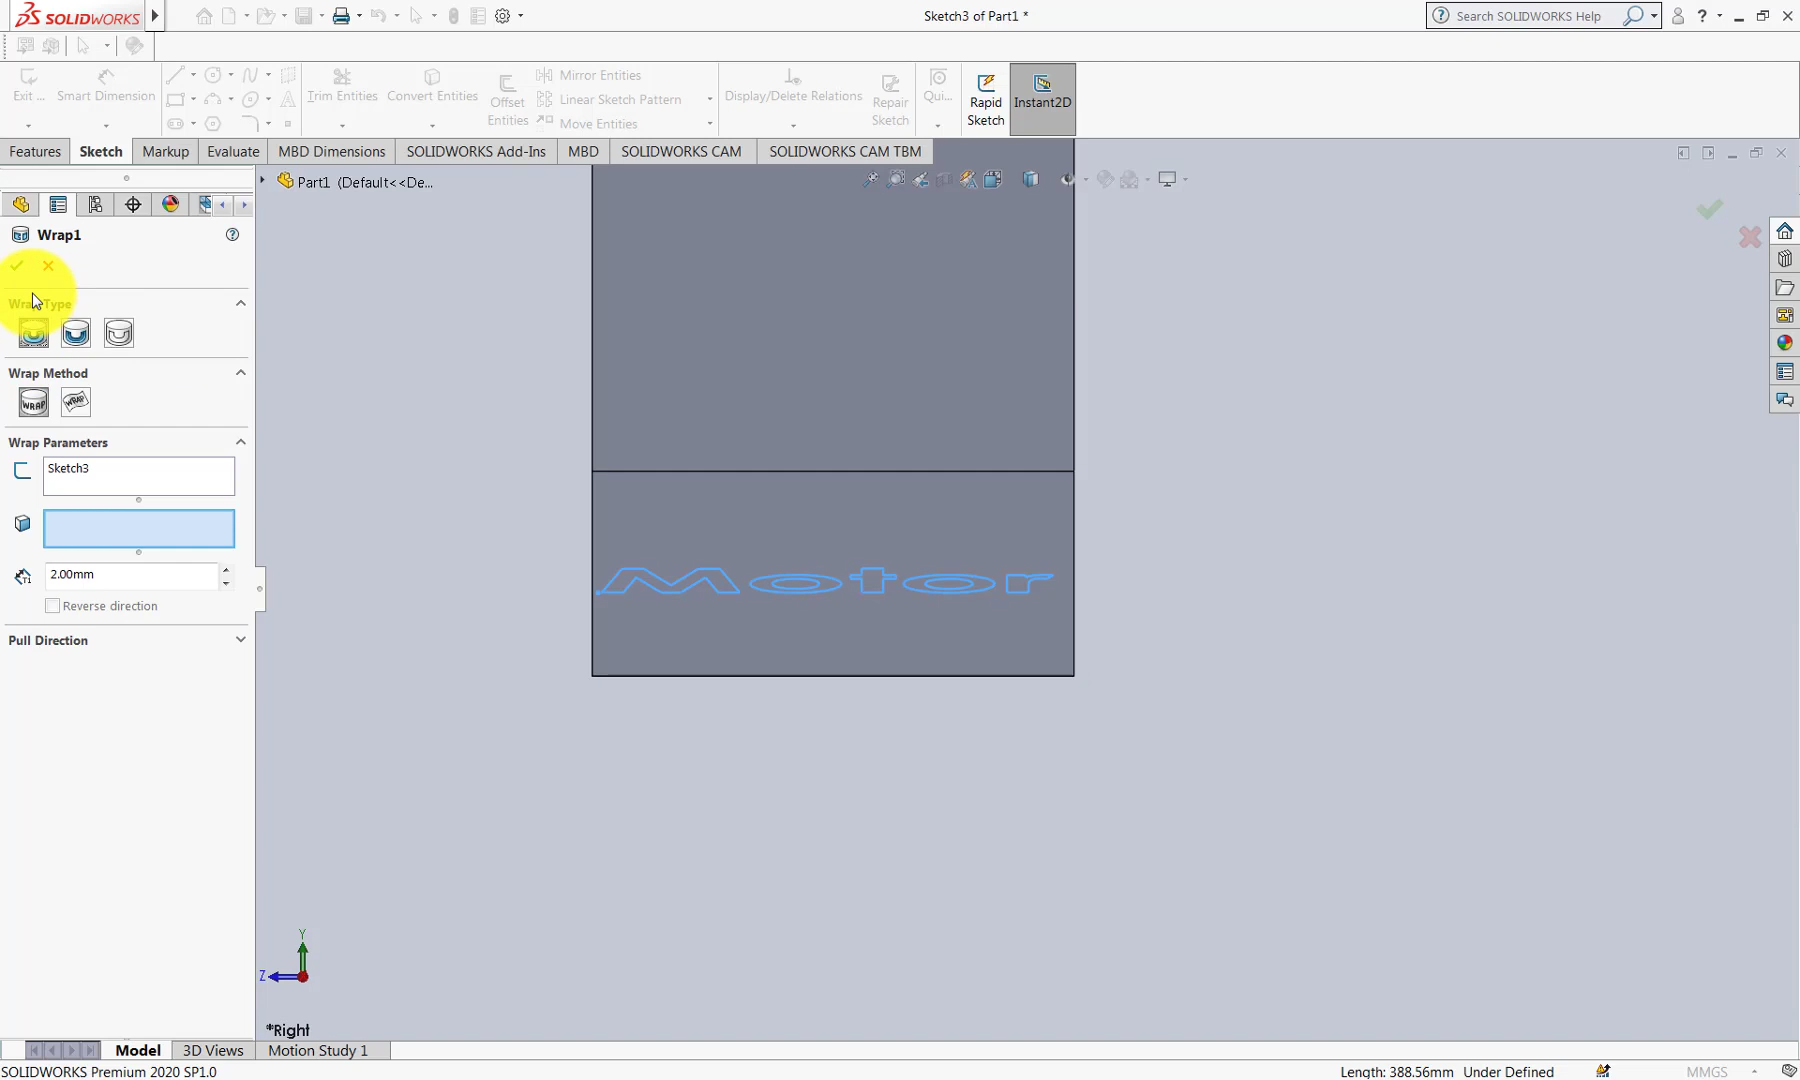 SOLIDWORKS
Sketch3 of Part1 *
Search SOLIDWORKS Help
Exit ...
Smart Dimension
Trim Entities
Convert Entities
Offset Entities
Mirror Entities
Linear Sketch Pattern
Move Entities
Display/Delete Relations
Repair Sketch
Qui...
Rapid Sketch
Instant2D
Features
Sketch
Markup
Evaluate
MBD Dimensions
SOLIDWORKS Add-Ins
MBD
SOLIDWORKS CAM
SOLIDWORKS CAM TBM
Part1 (Default<<De...
Wrap1
Wrap Type
Wrap Method
WRAP
WRAP
Wrap Parameters
Sketch3
2.00mm
Reverse direction
Pull Direction
Motor
Y
Z
*Right
Model
3D Views
Motion Study 1
SOLIDWORKS Premium 2020 SP1.0
Length: 388.56mm
Under Defined
MMGS